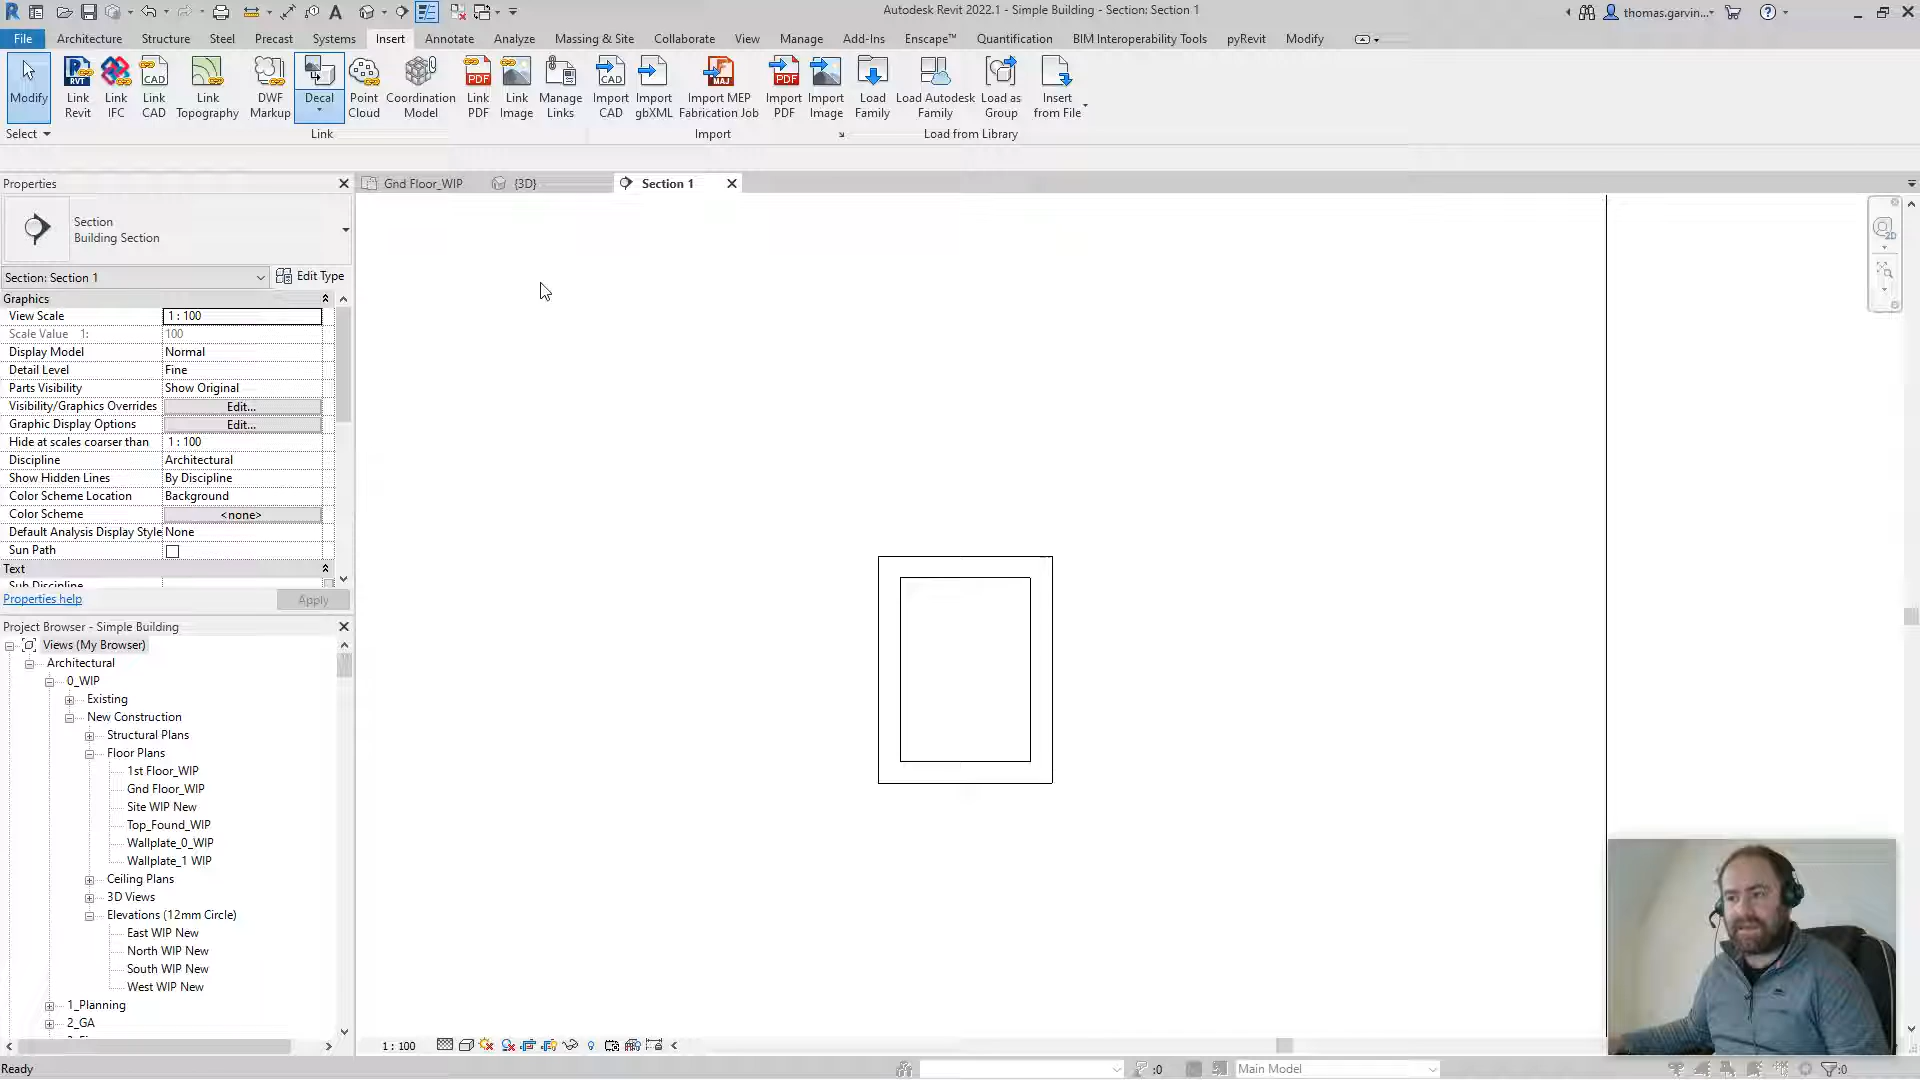 Autodesk Revit 2022.1 - Simple Building - Section: Section 1
thomas.garvin...
File Architecture Structure Steel Precast Systems Insert Annotate Analyze Massing & Site Collaborate View Manage Add-Ins Enscape™ Quantification BIM Interoperability Tools pyRevit Modify
Modify
Link Revit
Link IFC
Link CAD
Link Topography
DWF Markup
Decal
Point Cloud
Coordination Model
Link PDF
Link Image
Manage Links
Import CAD
Import gbXML
Import MEP Fabrication Job
Import PDF
Import Image
Load Family
Load Autodesk Family
Load as Group
Insert from File
Select
Link
Import
Load from Library
Properties
Gnd Floor_WIP
{3D}
Section 1
Section
Building Section
Section: Section 1
Edit Type
Graphics
View Scale 1 : 100
Scale Value 1: 100
Display Model Normal
Detail Level Fine
Parts Visibility Show Original
Visibility/Graphics Overrides Edit...
Graphic Display Options Edit...
Hide at scales coarser than 1 : 100
Discipline Architectural
Show Hidden Lines By Discipline
Color Scheme Location Background
Color Scheme <none>
Default Analysis Display Style None
Sun Path
Text
Sub Discipline
Properties help
Apply
Project Browser - Simple Building
Views (My Browser)
Architectural
0_WIP
Existing
New Construction
Structural Plans
Floor Plans
1st Floor_WIP
Gnd Floor_WIP
Site WIP New
Top_Found_WIP
Wallplate_0_WIP
Wallplate_1 WIP
Ceiling Plans
3D Views
Elevations (12mm Circle)
East WIP New
North WIP New
South WIP New
West WIP New
1_Planning
2_GA
1 : 100
Ready
:0
Main Model
:0